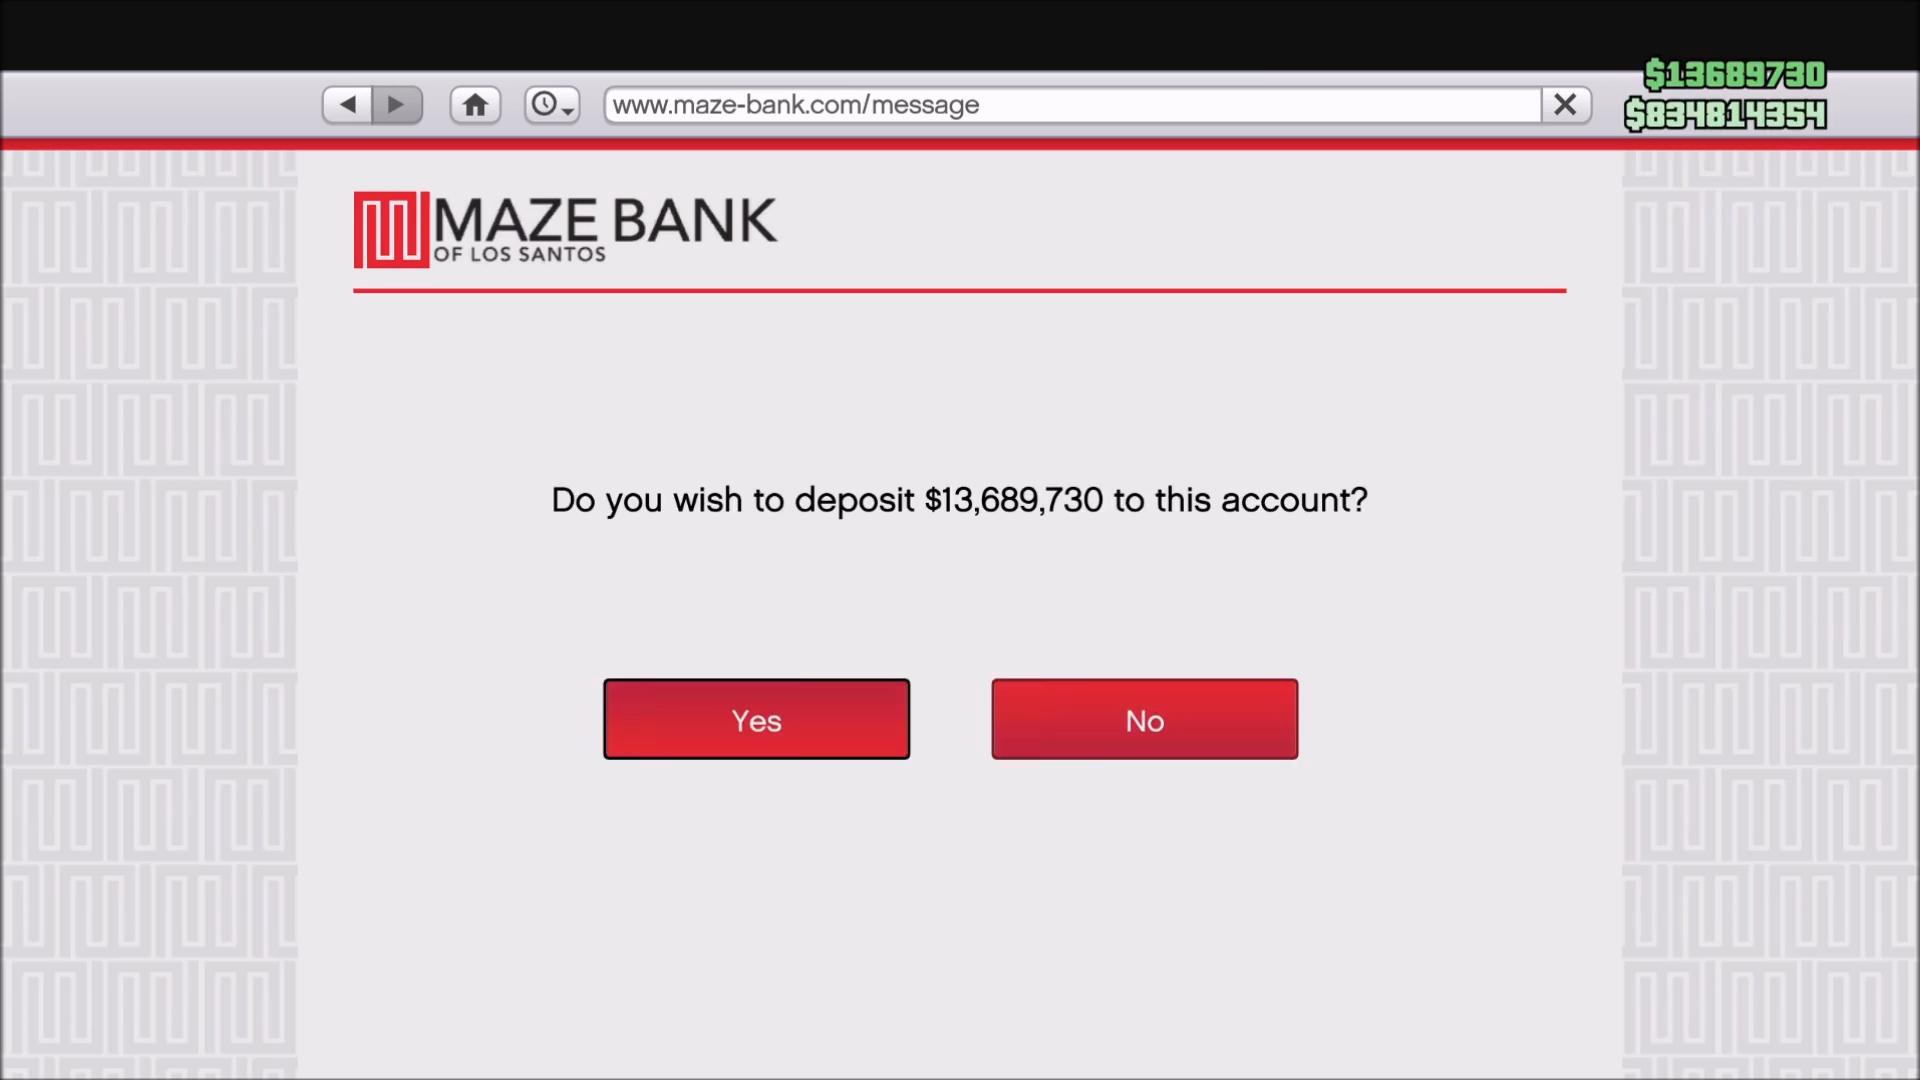 $13689730
www.maze-bank.com/message
$834814354
MAZE BANK
OF LOS SANTOS
Do you wish to deposit $13,689,730 to this account?
Yes
No